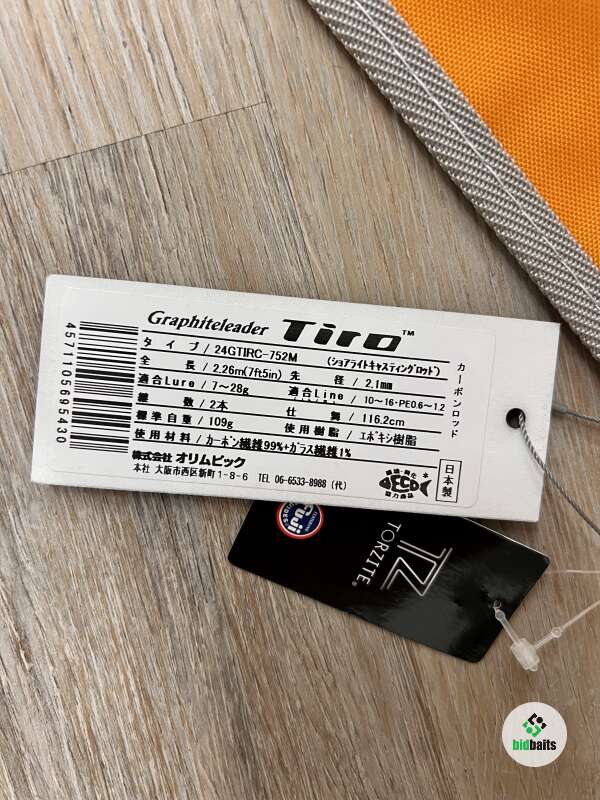 Graphiteleader Tiro™
タイプ / 24GTIRC-752M (ショアライトキャスティングロッド)
全長 / 2.26m(7ft5in) 先径 / 2.1mm
適合Lure / 7～28g 適合Line / 10～16・PE0.6～1.2
継数 / 2本 仕舞 / 116.2cm
標準自重 / 109g 使用樹脂 / エポキシ樹脂
使用材料 / カーボン繊維99%+ガラス繊維1%
株式会社 オリムピック
本社 大阪市西区新町1-8-6 TEL 06-6533-8988 (代)
カーボンロッド
日本製
ECO
4571105695430
Fuji
TZ
TORZITE®
bidbaits